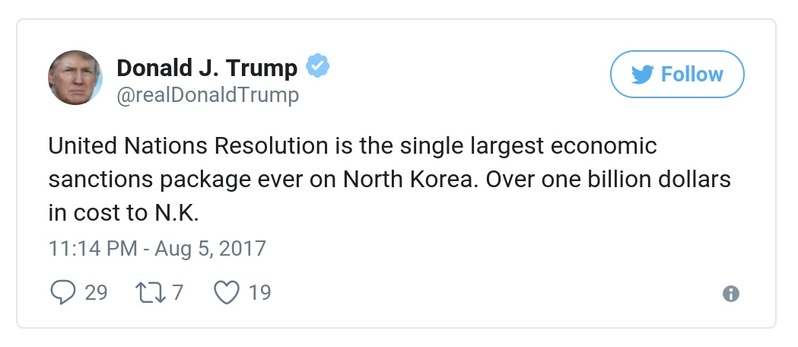 Donald J. Trump
Follow
@realDonaldTrump
United Nations Resolution is the single largest economic
sanctions package ever on North Korea. Over one billion dollars
in cost to N.K.
11:14 PM - Aug 5, 2017
29 7 19